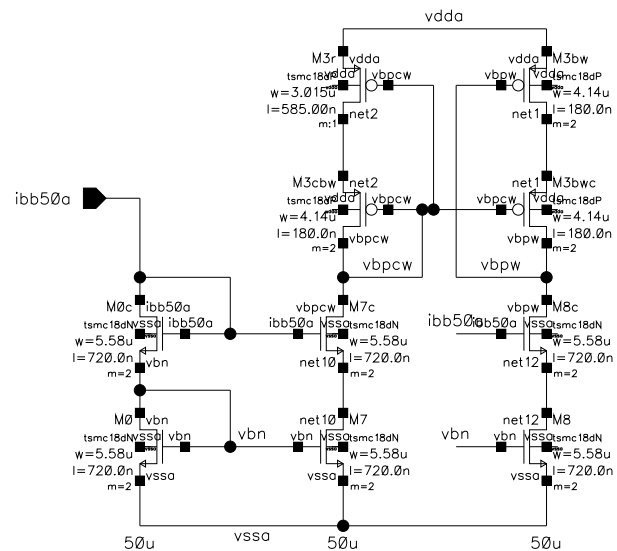 vdda
M3r
vdda
tsmc18dP
vdda
vbpcw
w=3.015u
l=585.00n
m:1
net2
M3bw
vdda
tsmc18dP
vbpw
vdda
w=4.14u
l=180.0n
m=2
net1
M3cbw
net2
tsmc18dP
vdda
vbpcw
w=4.14u
l=180.0n
m=2
vbpcw
vbpcw
M3bwc
net1
tsmc18dP
vbpcw
vdda
w=4.14u
l=180.0n
m=2
vbpw
vbpw
ibb50a
M0c
ibb50a
tsmc18dN
vssa
ibb50a
w=5.58u
l=720.0n
m=2
vbn
vbpcw
M7c
ibb50a
vssa
tsmc18dN
w=5.58u
l=720.0n
m=2
net10
vbpw
M8c
ibb50a
ibb50a
vssa
tsmc18dN
w=5.58u
l=720.0n
m=2
net12
M0
vbn
tsmc18dN
vssa
vbn
w=5.58u
l=720.0n
m=2
vssa
vbn
net10
M7
vbn
vssa
tsmc18dN
w=5.58u
l=720.0n
m=2
vssa
net12
M8
vbn
vbn
vssa
tsmc18dN
w=5.58u
l=720.0n
m=2
vssa
vssa
50u
50u
50u